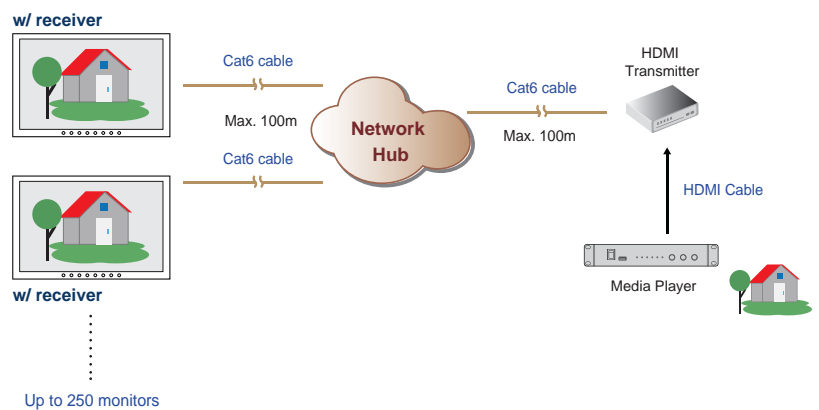 w/ receiver
Cat6 cable
Max. 100m
Cat6 cable
Network
Hub
Cat6 cable
Max. 100m
HDMI
Transmitter
HDMI Cable
Media Player
w/ receiver
Up to 250 monitors